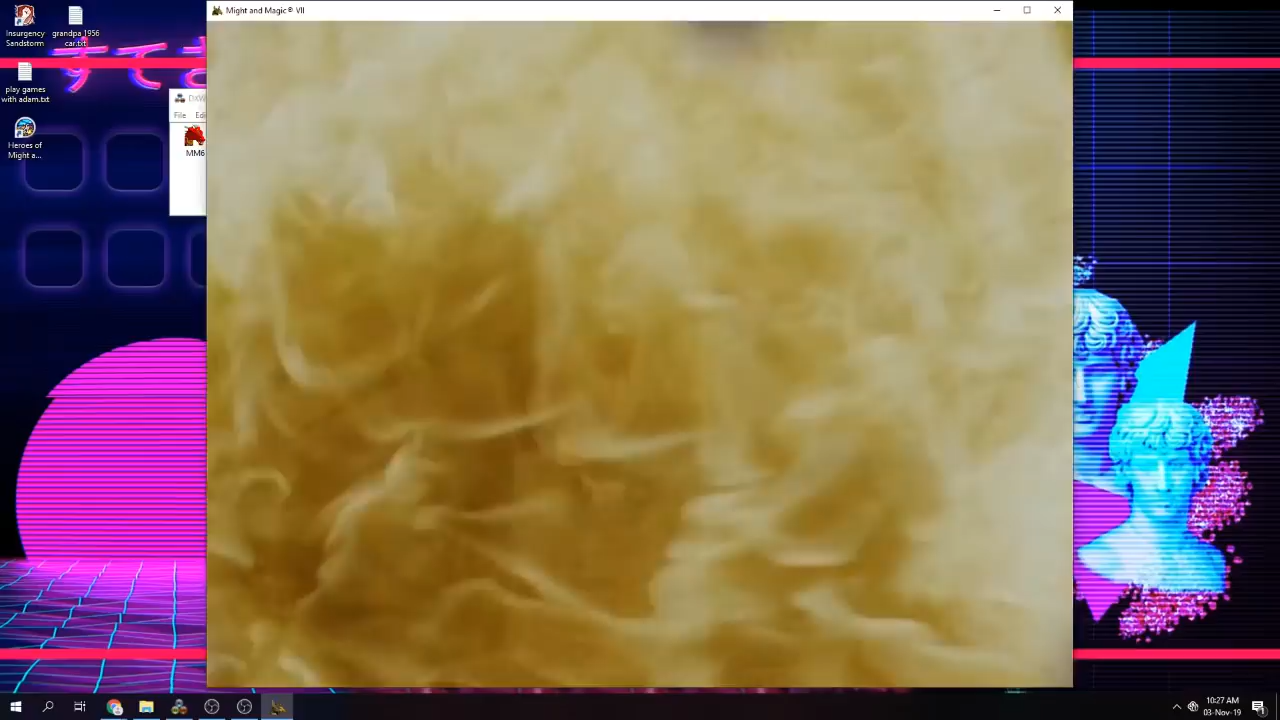 Might and Magic® VII
Insurgency
Sandstorm
grandpa 1956
car.txt
play games
with adam.txt
Heroes of
Might a...
File
MM6
10:27 AM
03-Nov-19